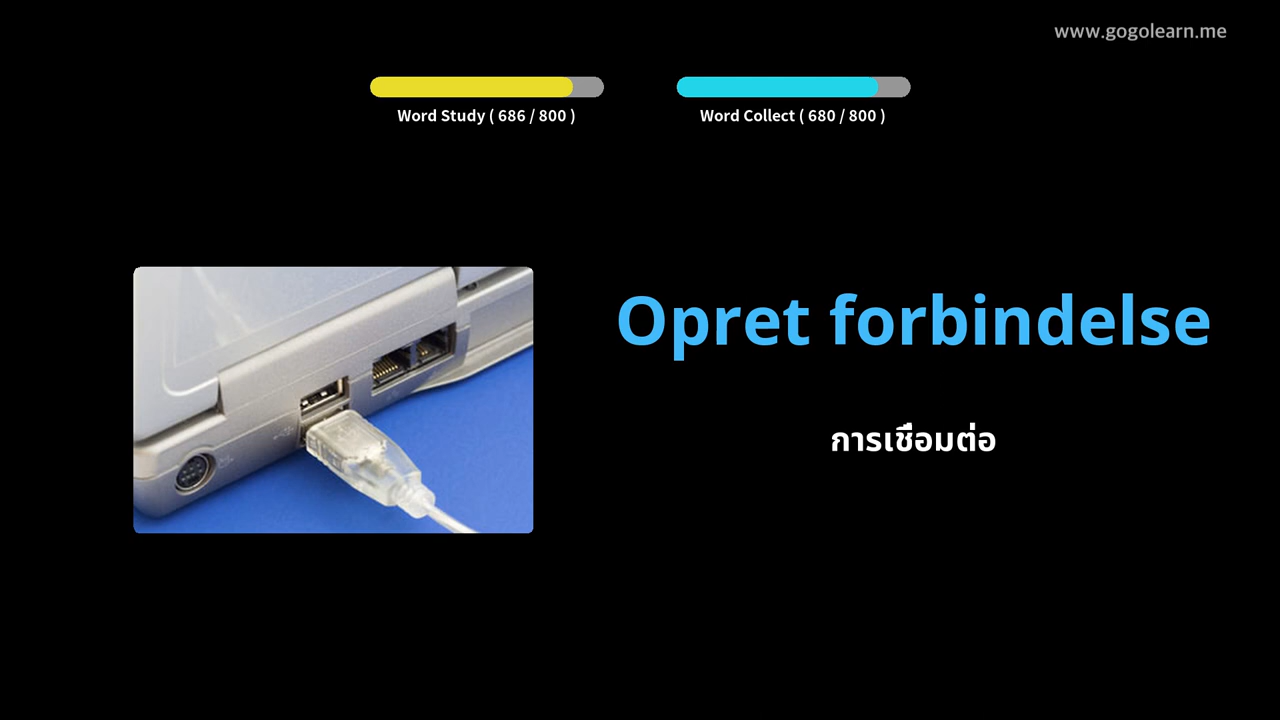 www.gogolearn.me
Word Study ( 686 / 800 )
Word Collect ( 680 / 800 )
Opret forbindelse
การเชื่อมต่อ